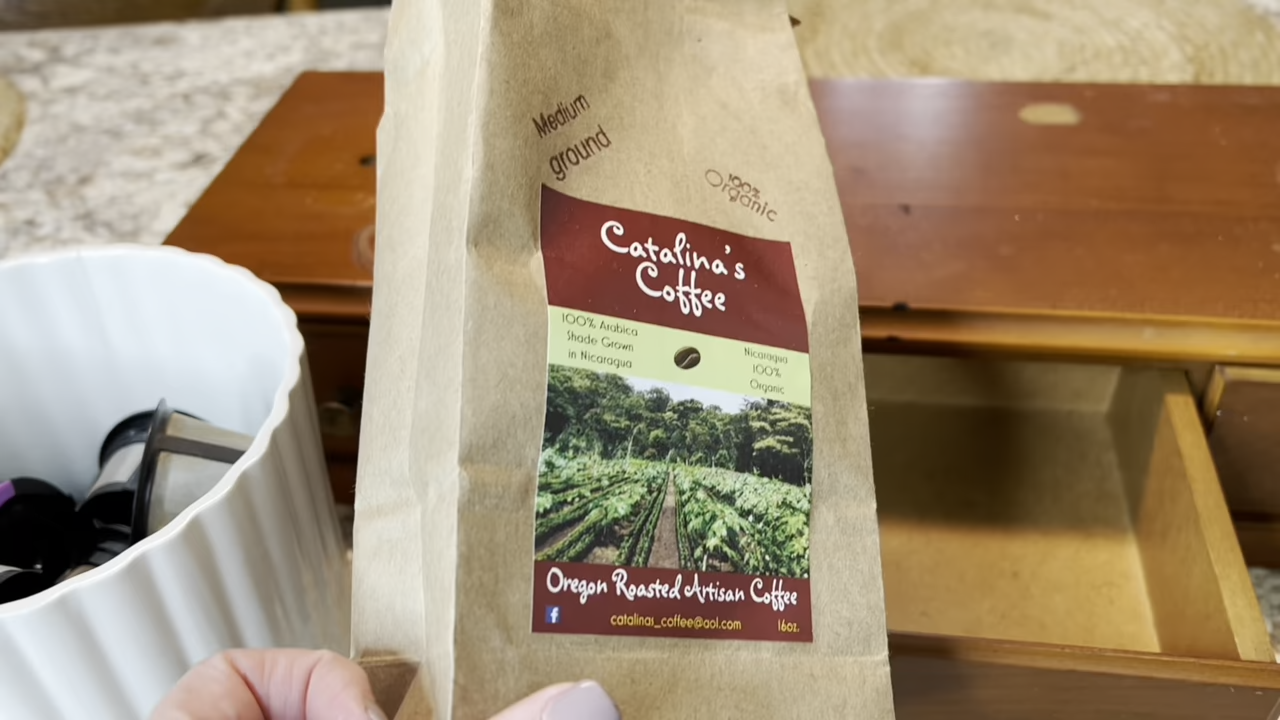 Medium
ground
100%
Organic
Catalina's
Coffee
100% Arabica
Shade Grown
in Nicaragua
Nicaragua
100%
Organic
Oregon Roasted Artisan Coffee
f
catalinas_coffee@aol.com
16oz.